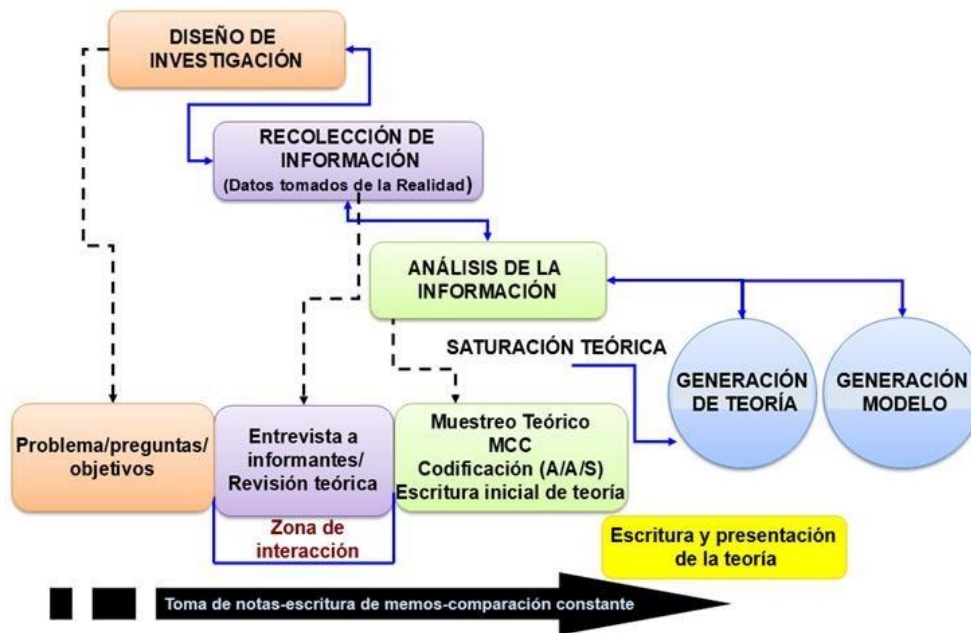 DISEÑO DE
INVESTIGACIÓN
RECOLECCIÓN DE
INFORMACIÓN
(Datos tomados de la Realidad)
ANÁLISIS DE LA
INFORMACIÓN
SATURACIÓN TEÓRICA
GENERACIÓN
DE TEORÍA
GENERACIÓN
MODELO
Problema/preguntas/
objetivos
Entrevista a
informantes/
Revisión teórica
Muestreo Teórico
MCC
Codificación (A/A/S)
Escritura inicial de teoría
Zona de
interacción
Escritura y presentación
de la teoría
Toma de notas-escritura de memos-comparación constante